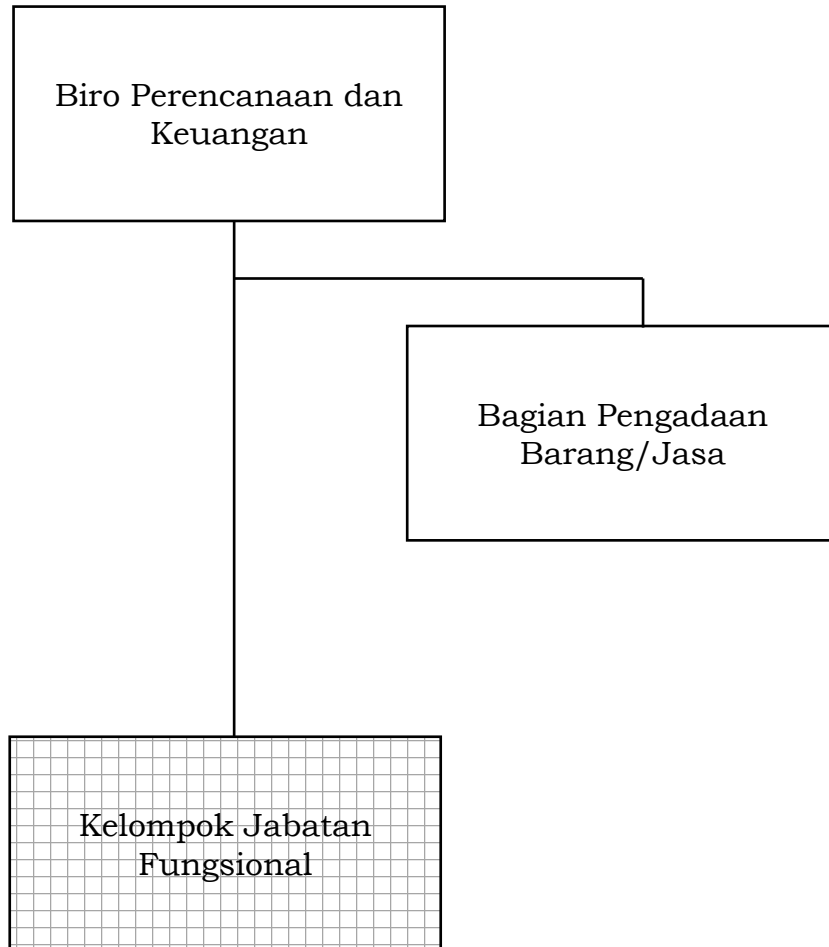 Biro Perencanaan dan
Keuangan
Bagian Pengadaan
Barang/Jasa
Kelompok Jabatan
Fungsional